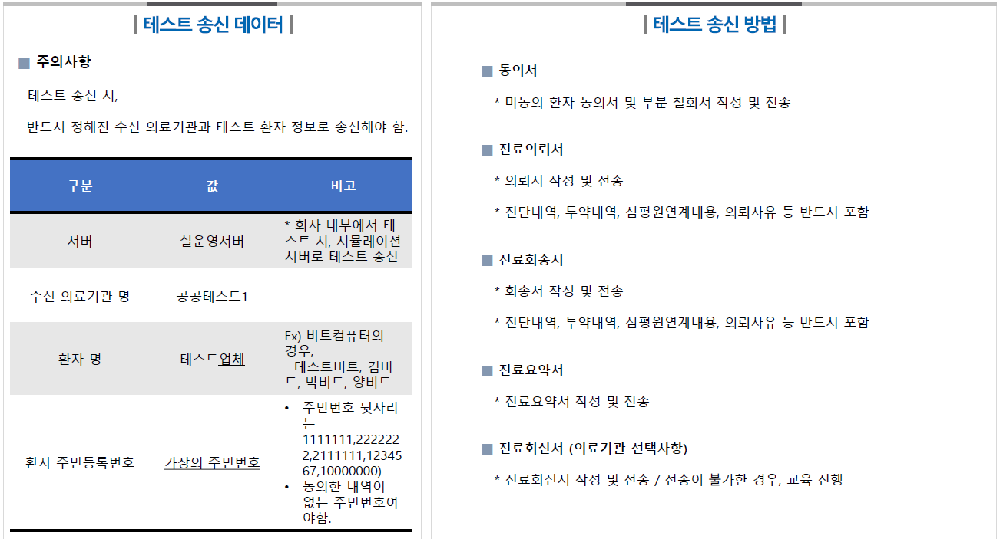 | 테스트 송신 데이터 |
■ 주의사항
테스트 송신 시,
반드시 정해진 수신 의료기관과 테스트 환자 정보로 송신해야 함.
구분 값 비고
서버 실운영서버
* 회사 내부에서 테
스트 시, 시뮬레이션
서버로 테스트 송신
수신 의료기관 명 공공테스트1
환자 명 테스트업체
Ex) 비트컴퓨터의
경우,
테스트비트, 김비
트, 박비트, 양비트
환자 주민등록번호 가상의 주민번호
• 주민번호 뒷자리
는
1111111,222222
2,2111111,12345
67,10000000)
• 동의한 내역이
없는 주민번호여
야함.
| 테스트 송신 방법 |
■ 동의서
* 미동의 환자 동의서 및 부분 철회서 작성 및 전송
■ 진료의뢰서
* 의뢰서 작성 및 전송
* 진단내역, 투약내역, 심평원연계내용, 의뢰사유 등 반드시 포함
■ 진료회송서
* 회송서 작성 및 전송
* 진단내역, 투약내역, 심평원연계내용, 의뢰사유 등 반드시 포함
■ 진료요약서
* 진료요약서 작성 및 전송
■ 진료회신서 (의료기관 선택사항)
* 진료회신서 작성 및 전송 / 전송이 불가한 경우, 교육 진행